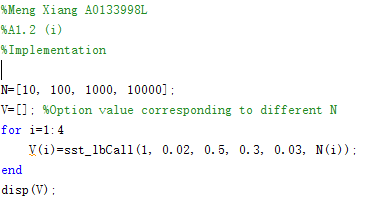 %Meng Xiang A0133998L
%A1.2 (i)
%Implementation
N=[10, 100, 1000, 10000];
V=[]; %Option value corresponding to different N
for i=1:4
    V(i)=sst_lbCall(1, 0.02, 0.5, 0.3, 0.03, N(i));
end
disp(V);